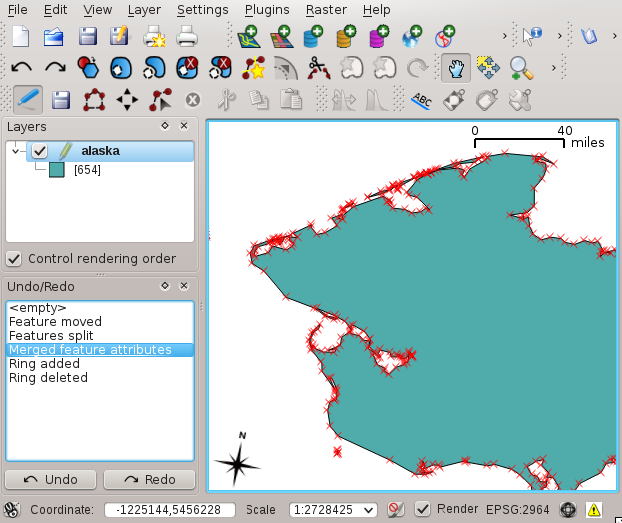 File Edit View Layer Settings Plugins Raster Help
ABC
Layers
alaska
[654]
Control rendering order
Undo/Redo
<empty>
Feature moved
Features split
Merged feature attributes
Ring added
Ring deleted
Undo Redo
0 40
miles
N
Coordinate: -1225144,5456228 Scale 1:2728425 Render EPSG:2964